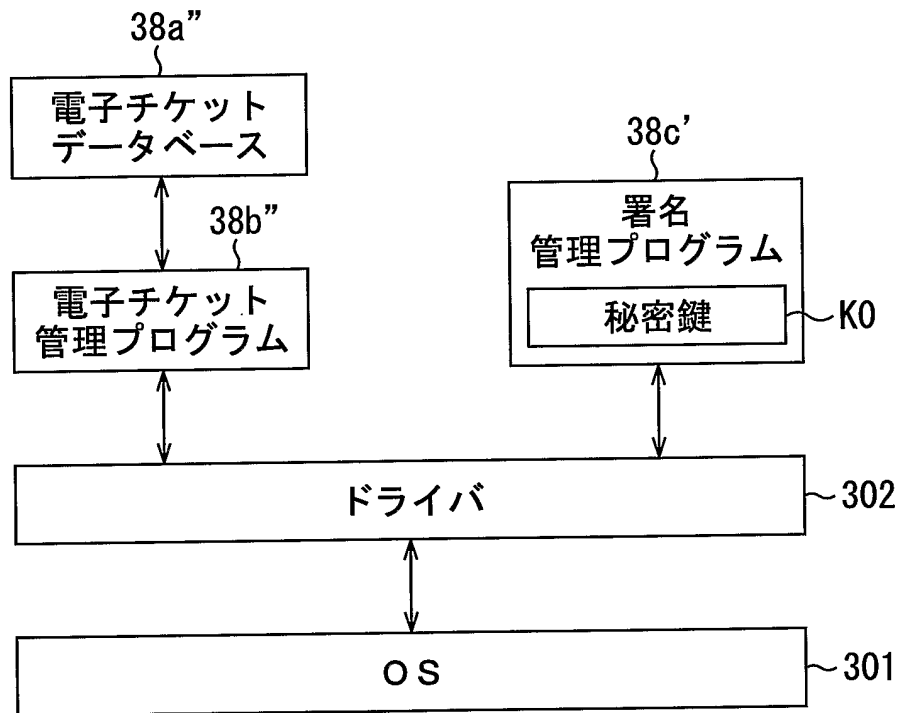 38a”
電子チケット
データベース
38b”
電子チケット
管理プログラム
38c’
署名
管理プログラム
秘密鍵
K0
ドライバ
302
OS
301